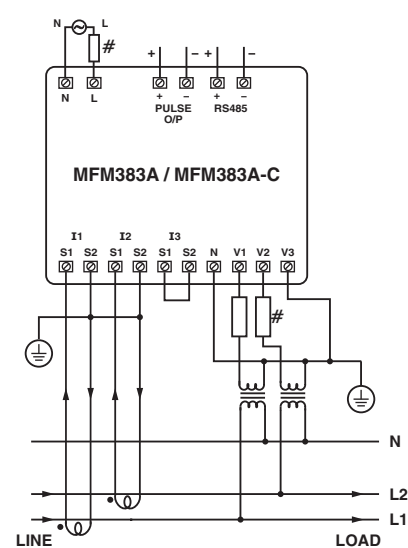 N L
#
+ – + –
N L + – + –
PULSE O/P RS485
MFM383A / MFM383A-C
I1 I2 I3
S1 S2 S1 S2 S1 S2 N V1 V2 V3
#
N
L2
L1
LINE LOAD